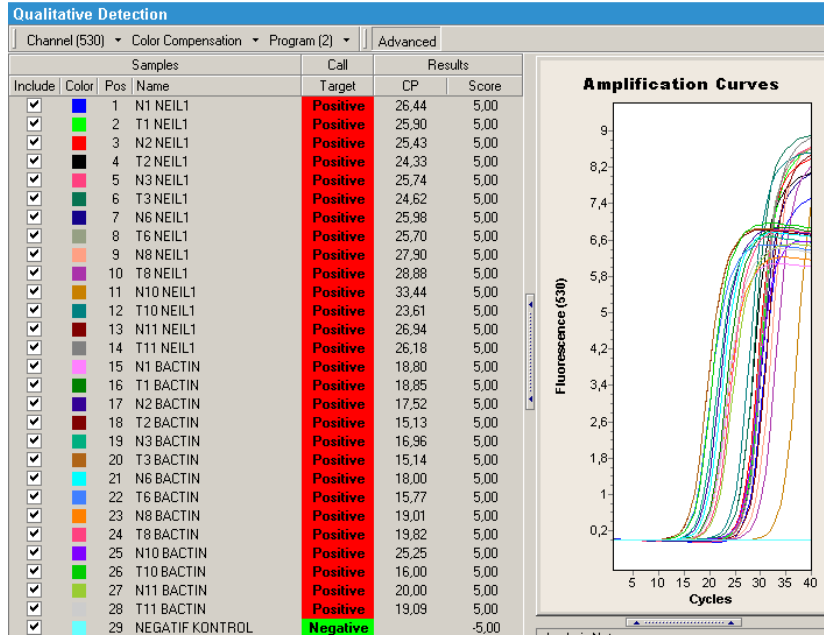 Qualitative Detection
Channel (530) Color Compensation Program (2) Advanced
Samples Call Results
Include Color Pos Name Target CP Score
1 N1 NEIL1 Positive 26,44 5,00
2 T1 NEIL1 Positive 25,90 5,00
3 N2 NEIL1 Positive 25,43 5,00
4 T2 NEIL1 Positive 24,33 5,00
5 N3 NEIL1 Positive 25,74 5,00
6 T3 NEIL1 Positive 24,62 5,00
7 N6 NEIL1 Positive 25,98 5,00
8 T6 NEIL1 Positive 25,70 5,00
9 N8 NEIL1 Positive 27,90 5,00
10 T8 NEIL1 Positive 28,88 5,00
11 N10 NEIL1 Positive 33,44 5,00
12 T10 NEIL1 Positive 23,61 5,00
13 N11 NEIL1 Positive 26,94 5,00
14 T11 NEIL1 Positive 26,18 5,00
15 N1 BACTIN Positive 18,80 5,00
16 T1 BACTIN Positive 18,85 5,00
17 N2 BACTIN Positive 17,52 5,00
18 T2 BACTIN Positive 15,13 5,00
19 N3 BACTIN Positive 16,96 5,00
20 T3 BACTIN Positive 15,14 5,00
21 N6 BACTIN Positive 18,00 5,00
22 T6 BACTIN Positive 15,77 5,00
23 N8 BACTIN Positive 19,01 5,00
24 T8 BACTIN Positive 19,82 5,00
25 N10 BACTIN Positive 25,25 5,00
26 T10 BACTIN Positive 16,00 5,00
27 N11 BACTIN Positive 20,00 5,00
28 T11 BACTIN Positive 19,09 5,00
29 NEGATIF KONTROL Negative -5,00
Amplification Curves
Fluorescence (530)
9
8,2
7,4
6,6
5,8
5
4,2
3,4
2,6
1,8
1
0,2
5 10 15 20 25 30 35 40
Cycles